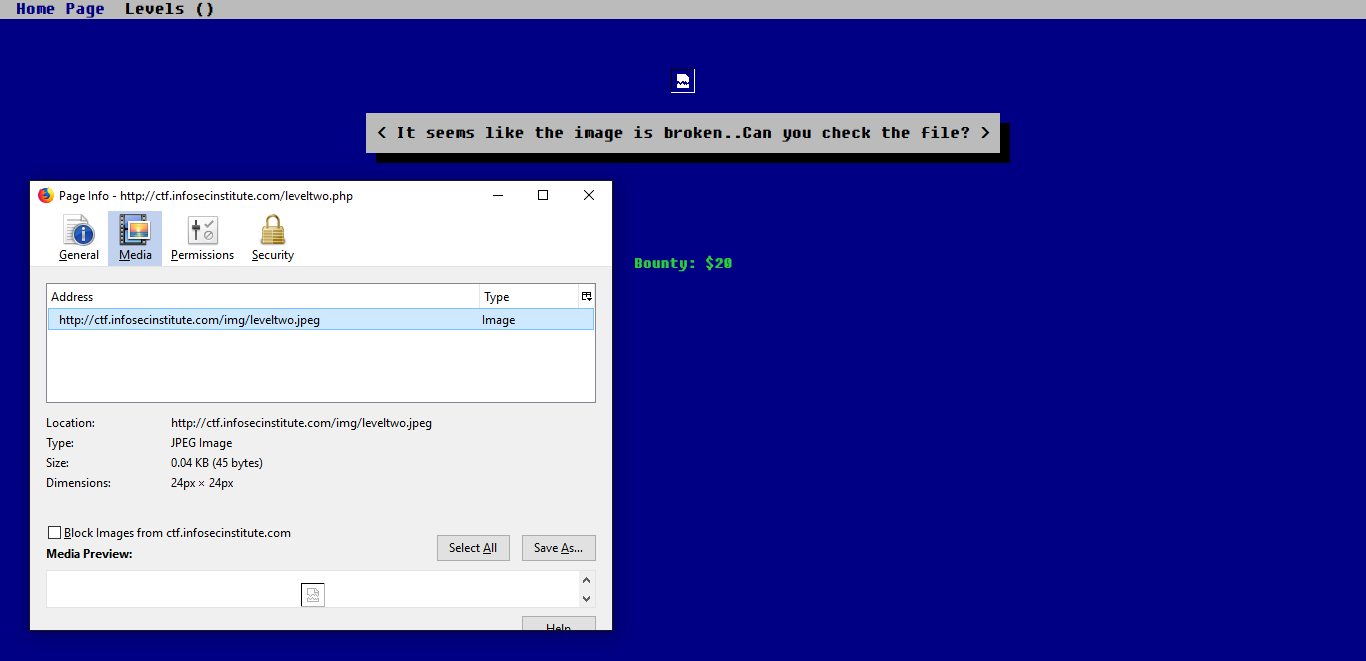 Home Page Levels ()
< It seems like the image is broken..Can you check the file? >
Bounty: $20
Page Info - http://ctf.infosecinstitute.com/leveltwo.php
General Media Permissions Security
Address Type
http://ctf.infosecinstitute.com/img/leveltwo.jpeg Image
Location: http://ctf.infosecinstitute.com/img/leveltwo.jpeg
Type: JPEG Image
Size: 0.04 KB (45 bytes)
Dimensions: 24px × 24px
Block Images from ctf.infosecinstitute.com
Media Preview:
Select All Save As...
Help